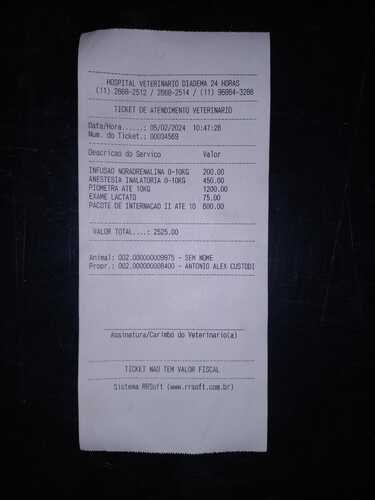 HOSPITAL VETERINARIO DIADEMA 24 HORAS
(11) 2668-2512 / 2668-2514 / (11) 96864-3286
TICKET DE ATENDIMENTO VETERINARIO
Data/Hora.....: 05/02/2024 10:47:28
Num. do Ticket.: 00034569
Descricao do Servico Valor
INFUSAO NORADRENALINA 0-10KG 200.00
ANESTESIA INALATORIA 0-10KG 450.00
PIOMETRA ATE 10KG 1200.00
EXAME LACTATO 75.00
PACOTE DE INTERNACAO II ATE 10 600.00
VALOR TOTAL....: 2525.00
Animal: 002.000000009975 - SEM NOME
Propr.: 002.000000008400 - ANTONIO ALEX CUSTODI
Assinatura/Carimbo do Veterinario(a)
TICKET NAO TEM VALOR FISCAL
Sistema RRSoft (www.rrsoft.com.br)